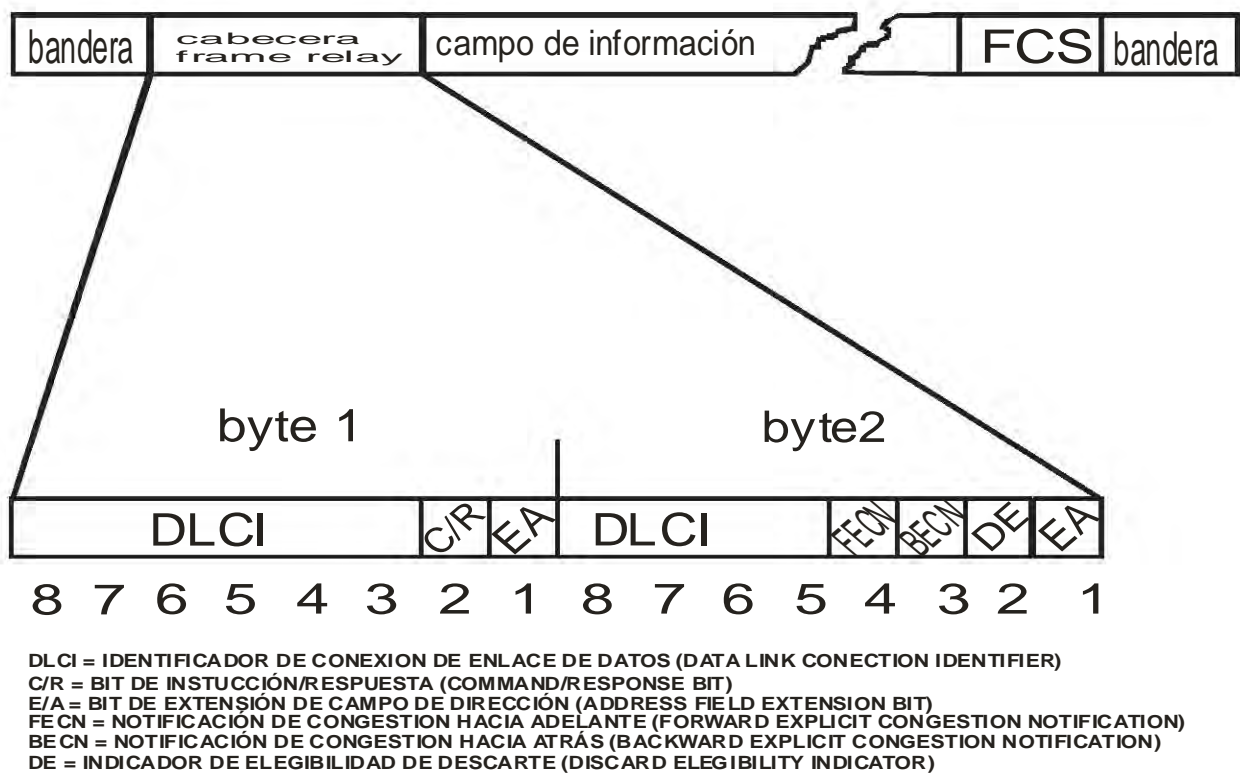 bandera
cabecera
frame relay
campo de información
FCS
bandera
byte 1
byte2
DLCI
C/R
EA
DLCI
FECN
BECN
DE
EA
8 7 6 5 4 3 2 1 8 7 6 5 4 3 2 1
DLCI = IDENTIFICADOR DE CONEXION DE ENLACE DE DATOS (DATA LINK CONECTION IDENTIFIER)
C/R = BIT DE INSTUCCIÓN/RESPUESTA (COMMAND/RESPONSE BIT)
E/A = BIT DE EXTENSIÓN DE CAMPO DE DIRECCIÓN (ADDRESS FIELD EXTENSION BIT)
FECN = NOTIFICACIÓN DE CONGESTION HACIA ADELANTE (FORWARD EXPLICIT CONGESTION NOTIFICATION)
BECN = NOTIFICACIÓN DE CONGESTION HACIA ATRÁS (BACKWARD EXPLICIT CONGESTION NOTIFICATION)
DE = INDICADOR DE ELEGIBILIDAD DE DESCARTE (DISCARD ELEGIBILITY INDICATOR)